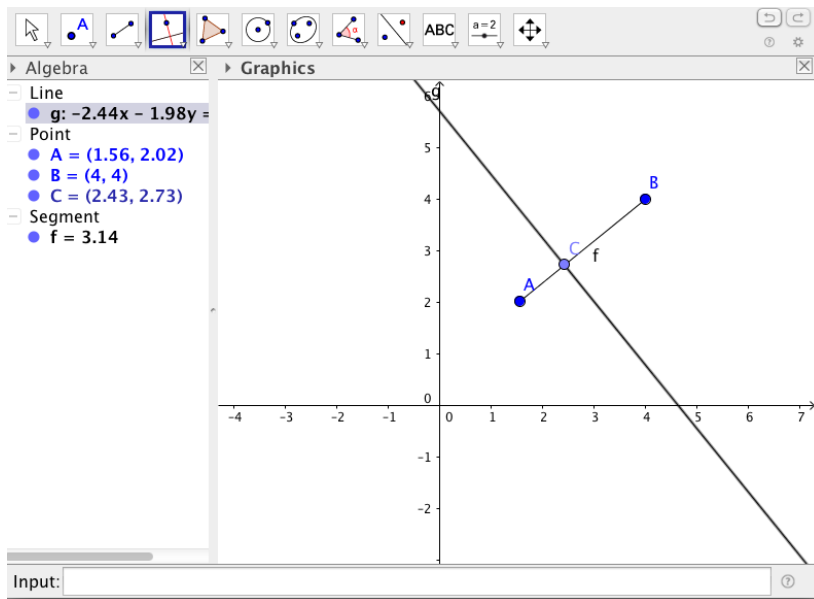 A
α
ABC
a=2
Algebra
Graphics
Line
g: –2.44x – 1.98y =
Point
A = (1.56, 2.02)
B = (4, 4)
C = (2.43, 2.73)
Segment
f = 3.14
6
g
5
4
3
2
1
0
-1
-2
-4
-3
-2
-1
0
1
2
3
4
5
6
7
B
C
f
A
Input: